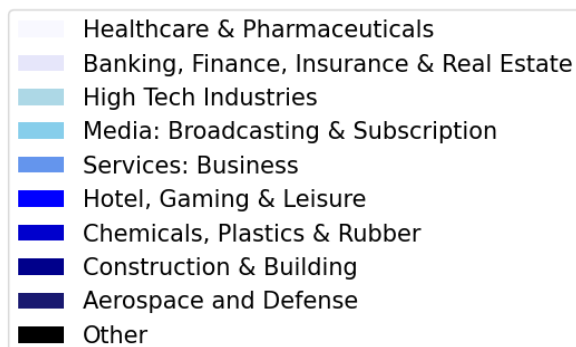 Healthcare & Pharmaceuticals
Banking, Finance, Insurance & Real Estate
High Tech Industries
Media: Broadcasting & Subscription
Services: Business
Hotel, Gaming & Leisure
Chemicals, Plastics & Rubber
Construction & Building
Aerospace and Defense
Other